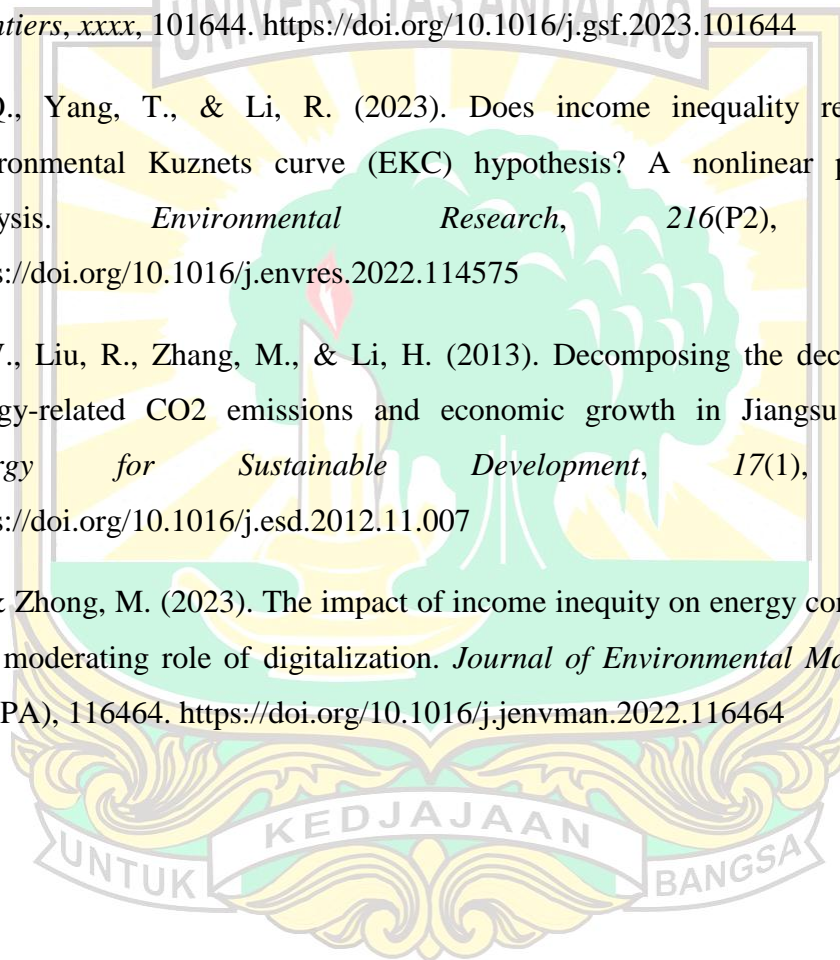 ntiers, xxxx, 101644. https://doi.org/10.1016/j.gsf.2023.101644
UNIVERSITAS ANDALAS
Q., Yang, T., & Li, R. (2023). Does income inequality re
ronmental Kuznets curve (EKC) hypothesis? A nonlinear p
ysis. Environmental Research, 216(P2),
s://doi.org/10.1016/j.envres.2022.114575
., Liu, R., Zhang, M., & Li, H. (2013). Decomposing the dec
gy-related CO2 emissions and economic growth in Jiangsu
rgy for Sustainable Development, 17(1),
s://doi.org/10.1016/j.esd.2012.11.007
& Zhong, M. (2023). The impact of income inequity on energy con
moderating role of digitalization. Journal of Environmental Ma
PA), 116464. https://doi.org/10.1016/j.jenvman.2022.116464
UNTUK KEDJAJAAN BANGSA